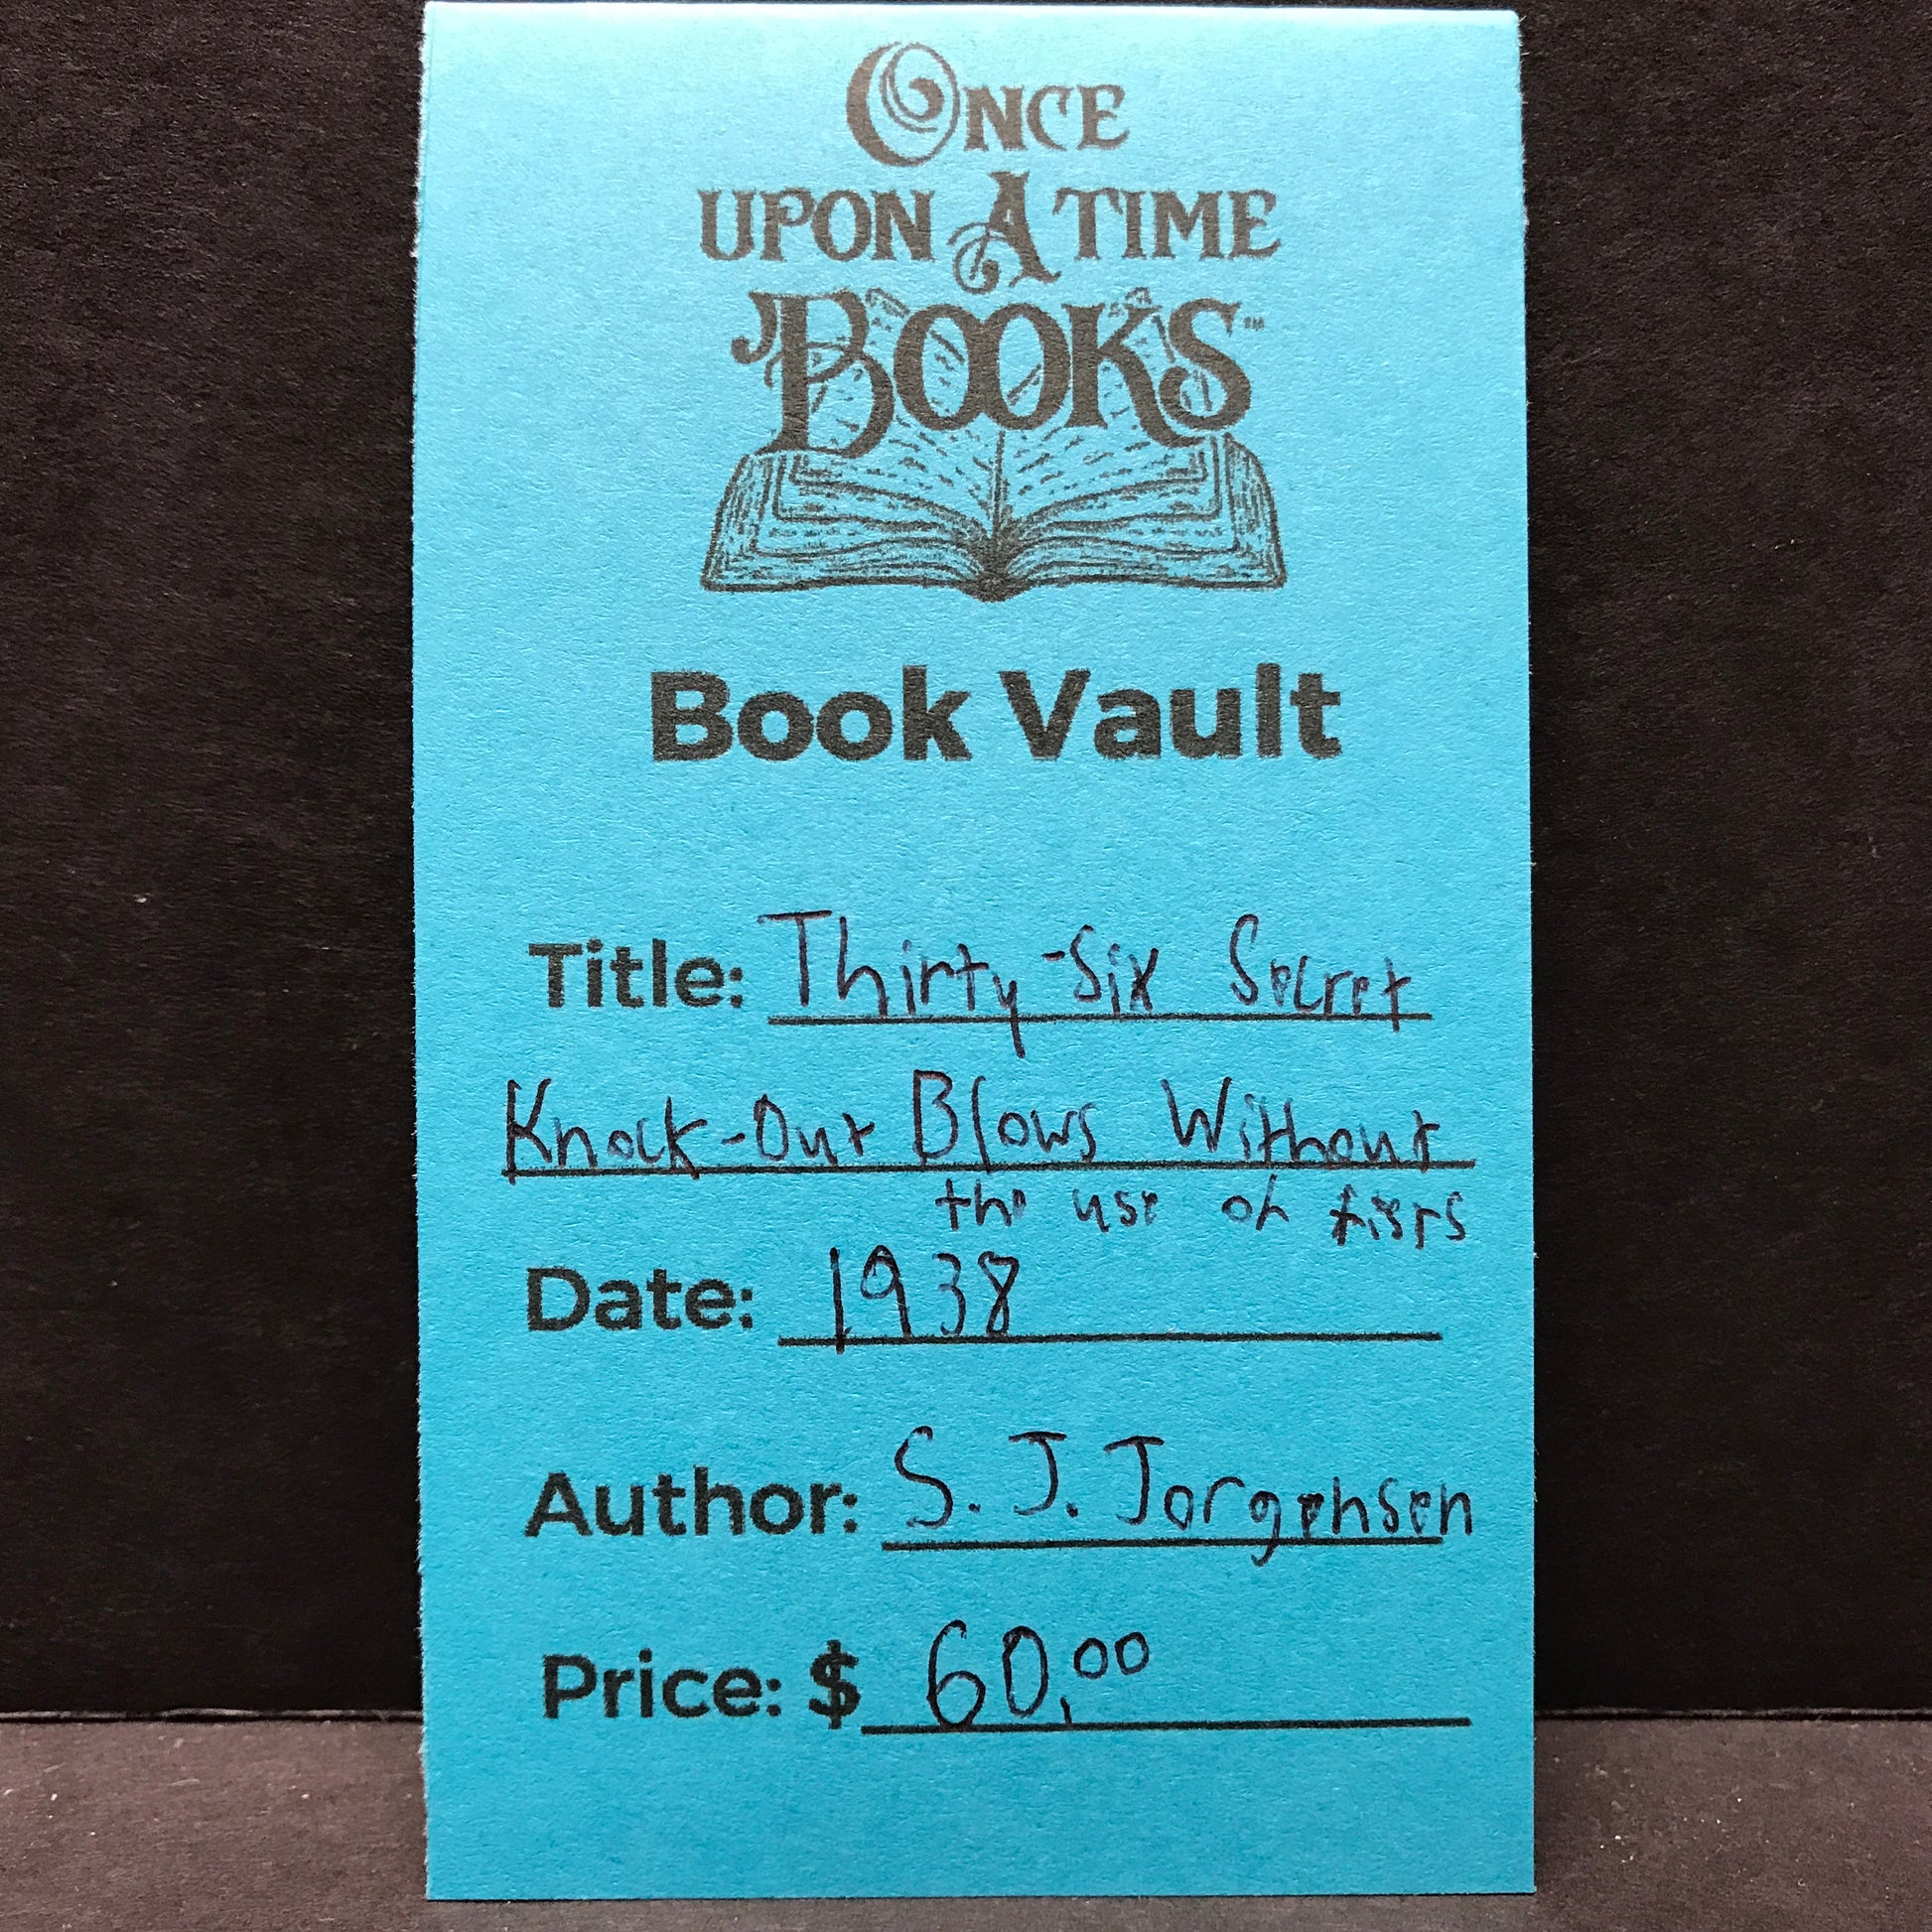 ONCE
UPON A TIME
BOOKS™
Book Vault
Title: Thirty-Six Secret
Knock-Out Blows Without
the use of fists
Date: 1938
Author: S. J. Jorgensen
Price: $ 60.00